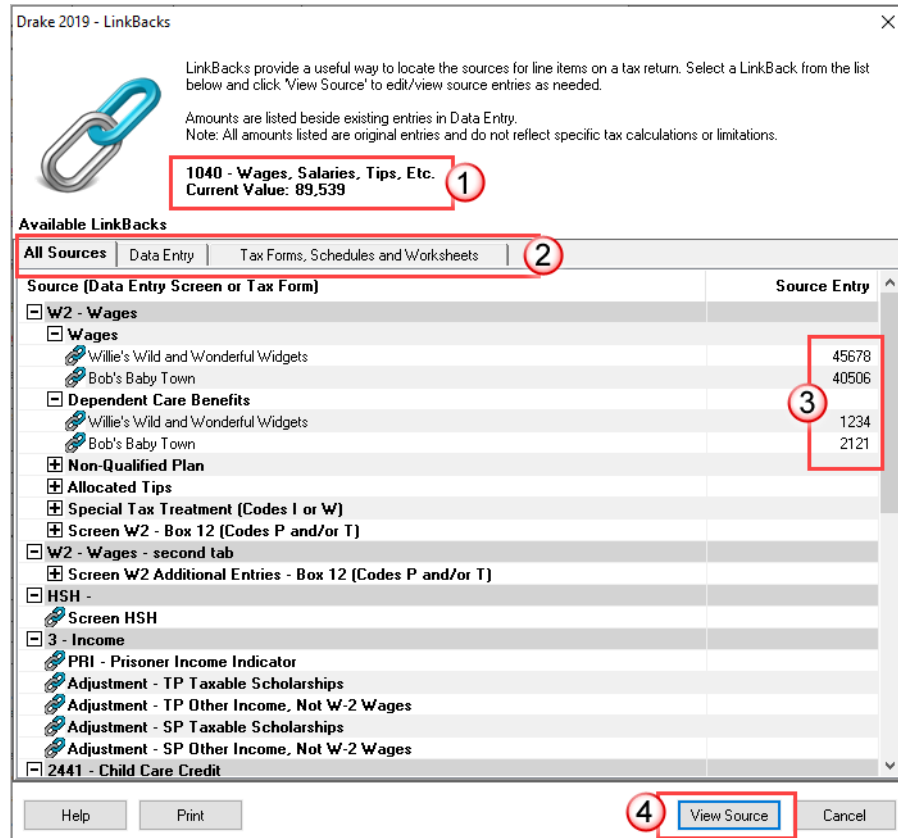 Drake 2019 - LinkBacks
LinkBacks provide a useful way to locate the sources for line items on a tax return. Select a LinkBack from the list
below and click 'View Source' to edit/view source entries as needed.
Amounts are listed beside existing entries in Data Entry.
Note: All amounts listed are original entries and do not reflect specific tax calculations or limitations.
1040 - Wages, Salaries, Tips, Etc.
Current Value: 89,539
1
Available LinkBacks
All Sources Data Entry Tax Forms, Schedules and Worksheets 2
Source (Data Entry Screen or Tax Form) Source Entry
W2 - Wages
Wages
Willie's Wild and Wonderful Widgets 45678
Bob's Baby Town 40506
3
Dependent Care Benefits
Willie's Wild and Wonderful Widgets 1234
Bob's Baby Town 2121
Non-Qualified Plan
Allocated Tips
Special Tax Treatment (Codes I or W)
Screen W2 - Box 12 (Codes P and/or T)
W2 - Wages - second tab
Screen W2 Additional Entries - Box 12 (Codes P and/or T)
HSH -
Screen HSH
3 - Income
PRI - Prisoner Income Indicator
Adjustment - TP Taxable Scholarships
Adjustment - TP Other Income, Not W-2 Wages
Adjustment - SP Taxable Scholarships
Adjustment - SP Other Income, Not W-2 Wages
2441 - Child Care Credit
Help Print 4 View Source Cancel